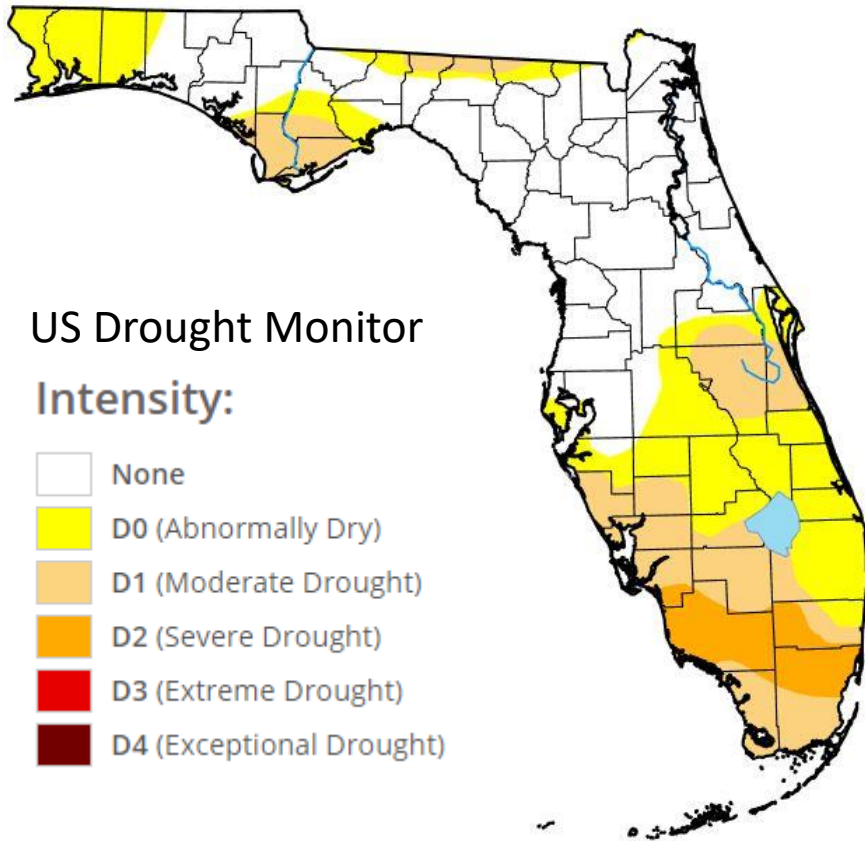 US Drought Monitor
Intensity:
None
D0 (Abnormally Dry)
D1 (Moderate Drought)
D2 (Severe Drought)
D3 (Extreme Drought)
D4 (Exceptional Drought)